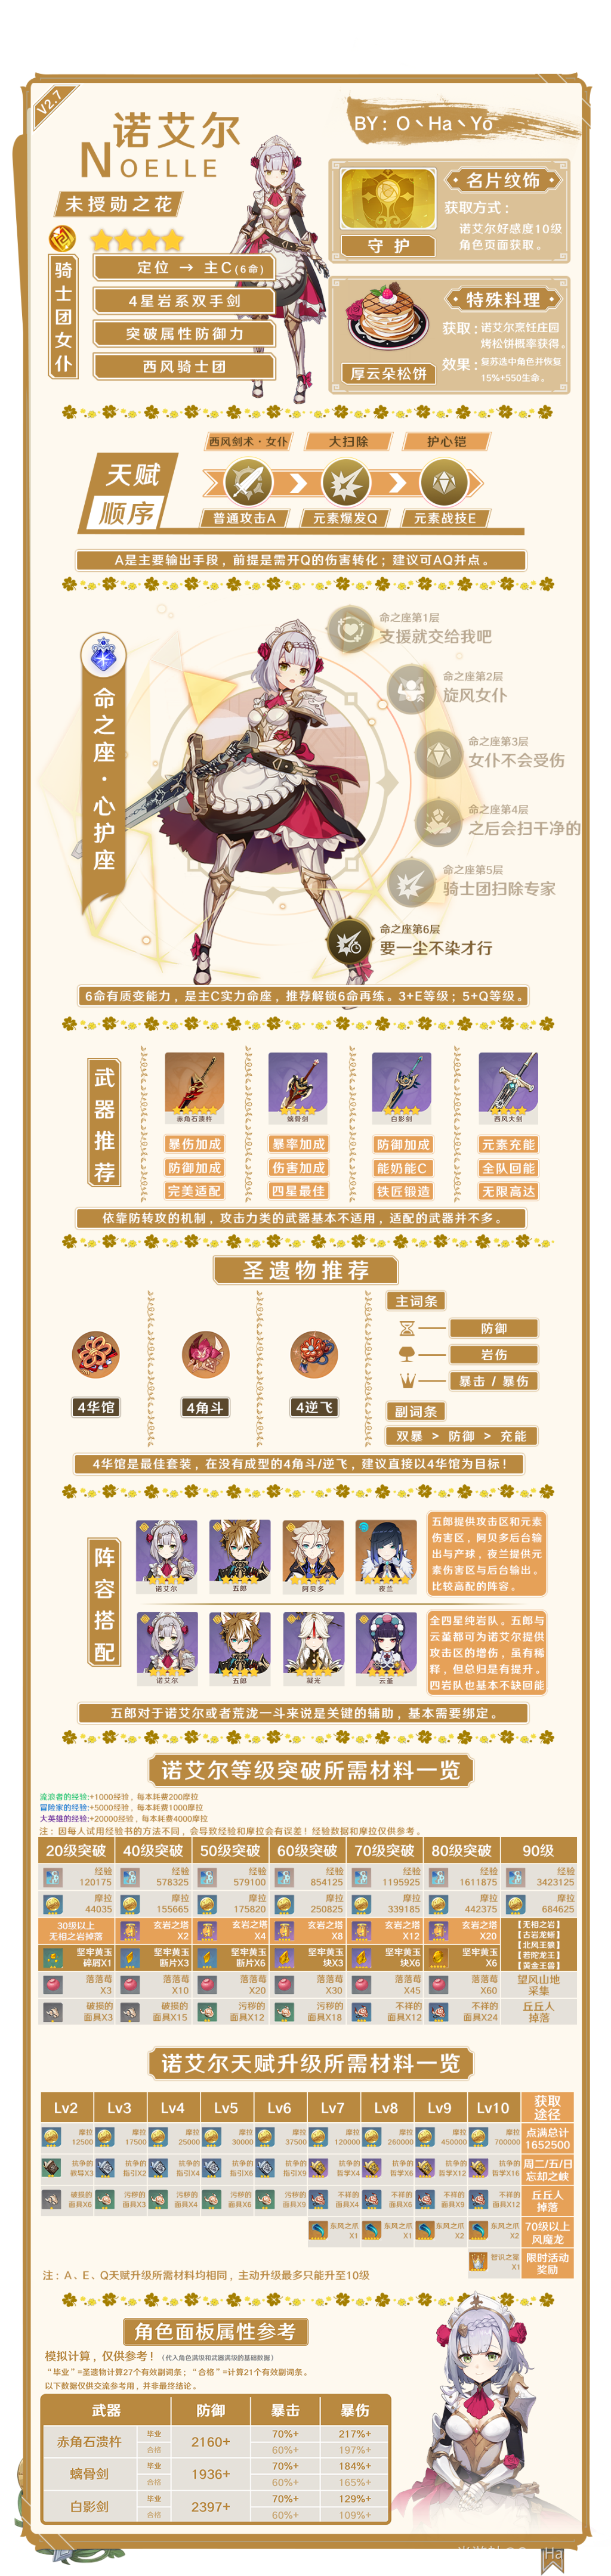 V2.7
诺艾尔
NOELLE
BY：O丶Ha丶Yo
未授勋之花
骑士团女仆
定位 → 主C(6命)
4星岩系双手剑
突破属性防御力
西风骑士团
守 护
名片纹饰
获取方式：
诺艾尔好感度10级
角色页面获取。
厚云朵松饼
特殊料理
获取：诺艾尔烹饪庄园
烤松饼概率获得。
效果：复苏选中角色并恢复
15%+550生命。
天赋
顺序
西风剑术·女仆
大扫除
护心铠
普通攻击A
元素爆发Q
元素战技E
A是主要输出手段，前提是需开Q的伤害转化；建议可AQ并点。
命之座·心护座
命之座第1层
支援就交给我吧
命之座第2层
旋风女仆
命之座第3层
女仆不会受伤
命之座第4层
之后会扫干净的
命之座第5层
骑士团扫除专家
命之座第6层
要一尘不染才行
6命有质变能力，是主C实力命座，推荐解锁6命再练。3+E等级；5+Q等级。
武器推荐
赤角石溃杵
螭骨剑
白影剑
西风大剑
暴伤加成
暴率加成
防御加成
元素充能
防御加成
伤害加成
能奶能C
全队回能
完美适配
四星最佳
铁匠锻造
无限高达
依靠防转攻的机制，攻击力类的武器基本不适用，适配的武器并不多。
圣遗物推荐
4华馆
4角斗
4逆飞
主词条
防御
岩伤
暴击 / 暴伤
副词条
双暴 > 防御 > 充能
4华馆是最佳套装，在没有成型的4角斗/逆飞，建议直接以4华馆为目标！
阵容搭配
诺艾尔
五郎
阿贝多
夜兰
五郎提供攻击区和元素
伤害区，阿贝多后台输
出与产球，夜兰提供元
素伤害区与后台输出。
比较高配的阵容。
诺艾尔
五郎
凝光
云堇
全四星纯岩队。五郎与
云堇都可为诺艾尔提供
攻击区的增伤，虽有稀
释，但总归是有提升。
四岩队也基本不缺回能
五郎对于诺艾尔或者荒泷一斗来说是关键的辅助，基本需要绑定。
诺艾尔等级突破所需材料一览
流浪者的经验:+1000经验，每本耗费200摩拉
冒险家的经验:+5000经验，每本耗费1000摩拉
大英雄的经验:+20000经验，每本耗费4000摩拉
注：因每人试用经验书的方法不同，会导致经验和摩拉会有误差！经验数据和摩拉仅供参考。
20级突破 40级突破 50级突破 60级突破 70级突破 80级突破 90级
经验 经验 经验 经验 经验 经验 经验
120175 578325 579100 854125 1195925 1611875 3423125
摩拉 摩拉 摩拉 摩拉 摩拉 摩拉 摩拉
44035 155665 175820 250825 339185 442375 684625
30级以上 玄岩之塔 玄岩之塔 玄岩之塔 玄岩之塔 玄岩之塔 【无相之岩】
无相之岩掉落 X2 X4 X8 X12 X20 【古岩龙蜥】
【北风王狼】
坚牢黄玉 坚牢黄玉 坚牢黄玉 坚牢黄玉 坚牢黄玉 坚牢黄玉 【若陀龙王】
碎屑X1 断片X3 断片X6 块X3 块X6 X6 【黄金王兽】
落落莓 落落莓 落落莓 落落莓 落落莓 落落莓 望风山地
X3 X10 X20 X30 X45 X60 采集
破损的 破损的 污秽的 污秽的 不祥的 不祥的 丘丘人
面具X3 面具X15 面具X12 面具X18 面具X12 面具X24 掉落
诺艾尔天赋升级所需材料一览
Lv2 Lv3 Lv4 Lv5 Lv6 Lv7 Lv8 Lv9 Lv10 获取
途径
摩拉 摩拉 摩拉 摩拉 摩拉 摩拉 摩拉 摩拉 摩拉 点满总计
12500 17500 25000 30000 37500 120000 260000 450000 700000 1652500
抗争的 抗争的 抗争的 抗争的 抗争的 抗争的 抗争的 抗争的 抗争的 周二/五/日
教导X3 指引X2 指引X4 指引X6 指引X9 哲学X4 哲学X6 哲学X12 哲学X16 忘却之峡
破损的 污秽的 污秽的 污秽的 污秽的 不祥的 不祥的 不祥的 不祥的 丘丘人
面具X6 面具X3 面具X4 面具X6 面具X9 面具X4 面具X6 面具X9 面具X12 掉落
东风之爪 东风之爪 东风之爪 东风之爪 70级以上
X1 X1 X2 X2 风魔龙
智识之冕 限时活动
X1 奖励
注：A、E、Q天赋升级所需材料均相同，主动升级最多只能升至10级
角色面板属性参考
模拟计算，仅供参考！（代入角色满级和武器满级的基础数据）
“毕业”=圣遗物计算27个有效副词条；“合格”=计算21个有效副词条。
以下数据仅供交流参考用，并非最终结论。
武器 防御 暴击 暴伤
赤角石溃杵 毕业 2160+ 70%+ 217%+
合格 60%+ 197%+
螭骨剑 毕业 1936+ 70%+ 184%+
合格 60%+ 165%+
白影剑 毕业 2397+ 70%+ 129%+
合格 60%+ 109%+
Ha